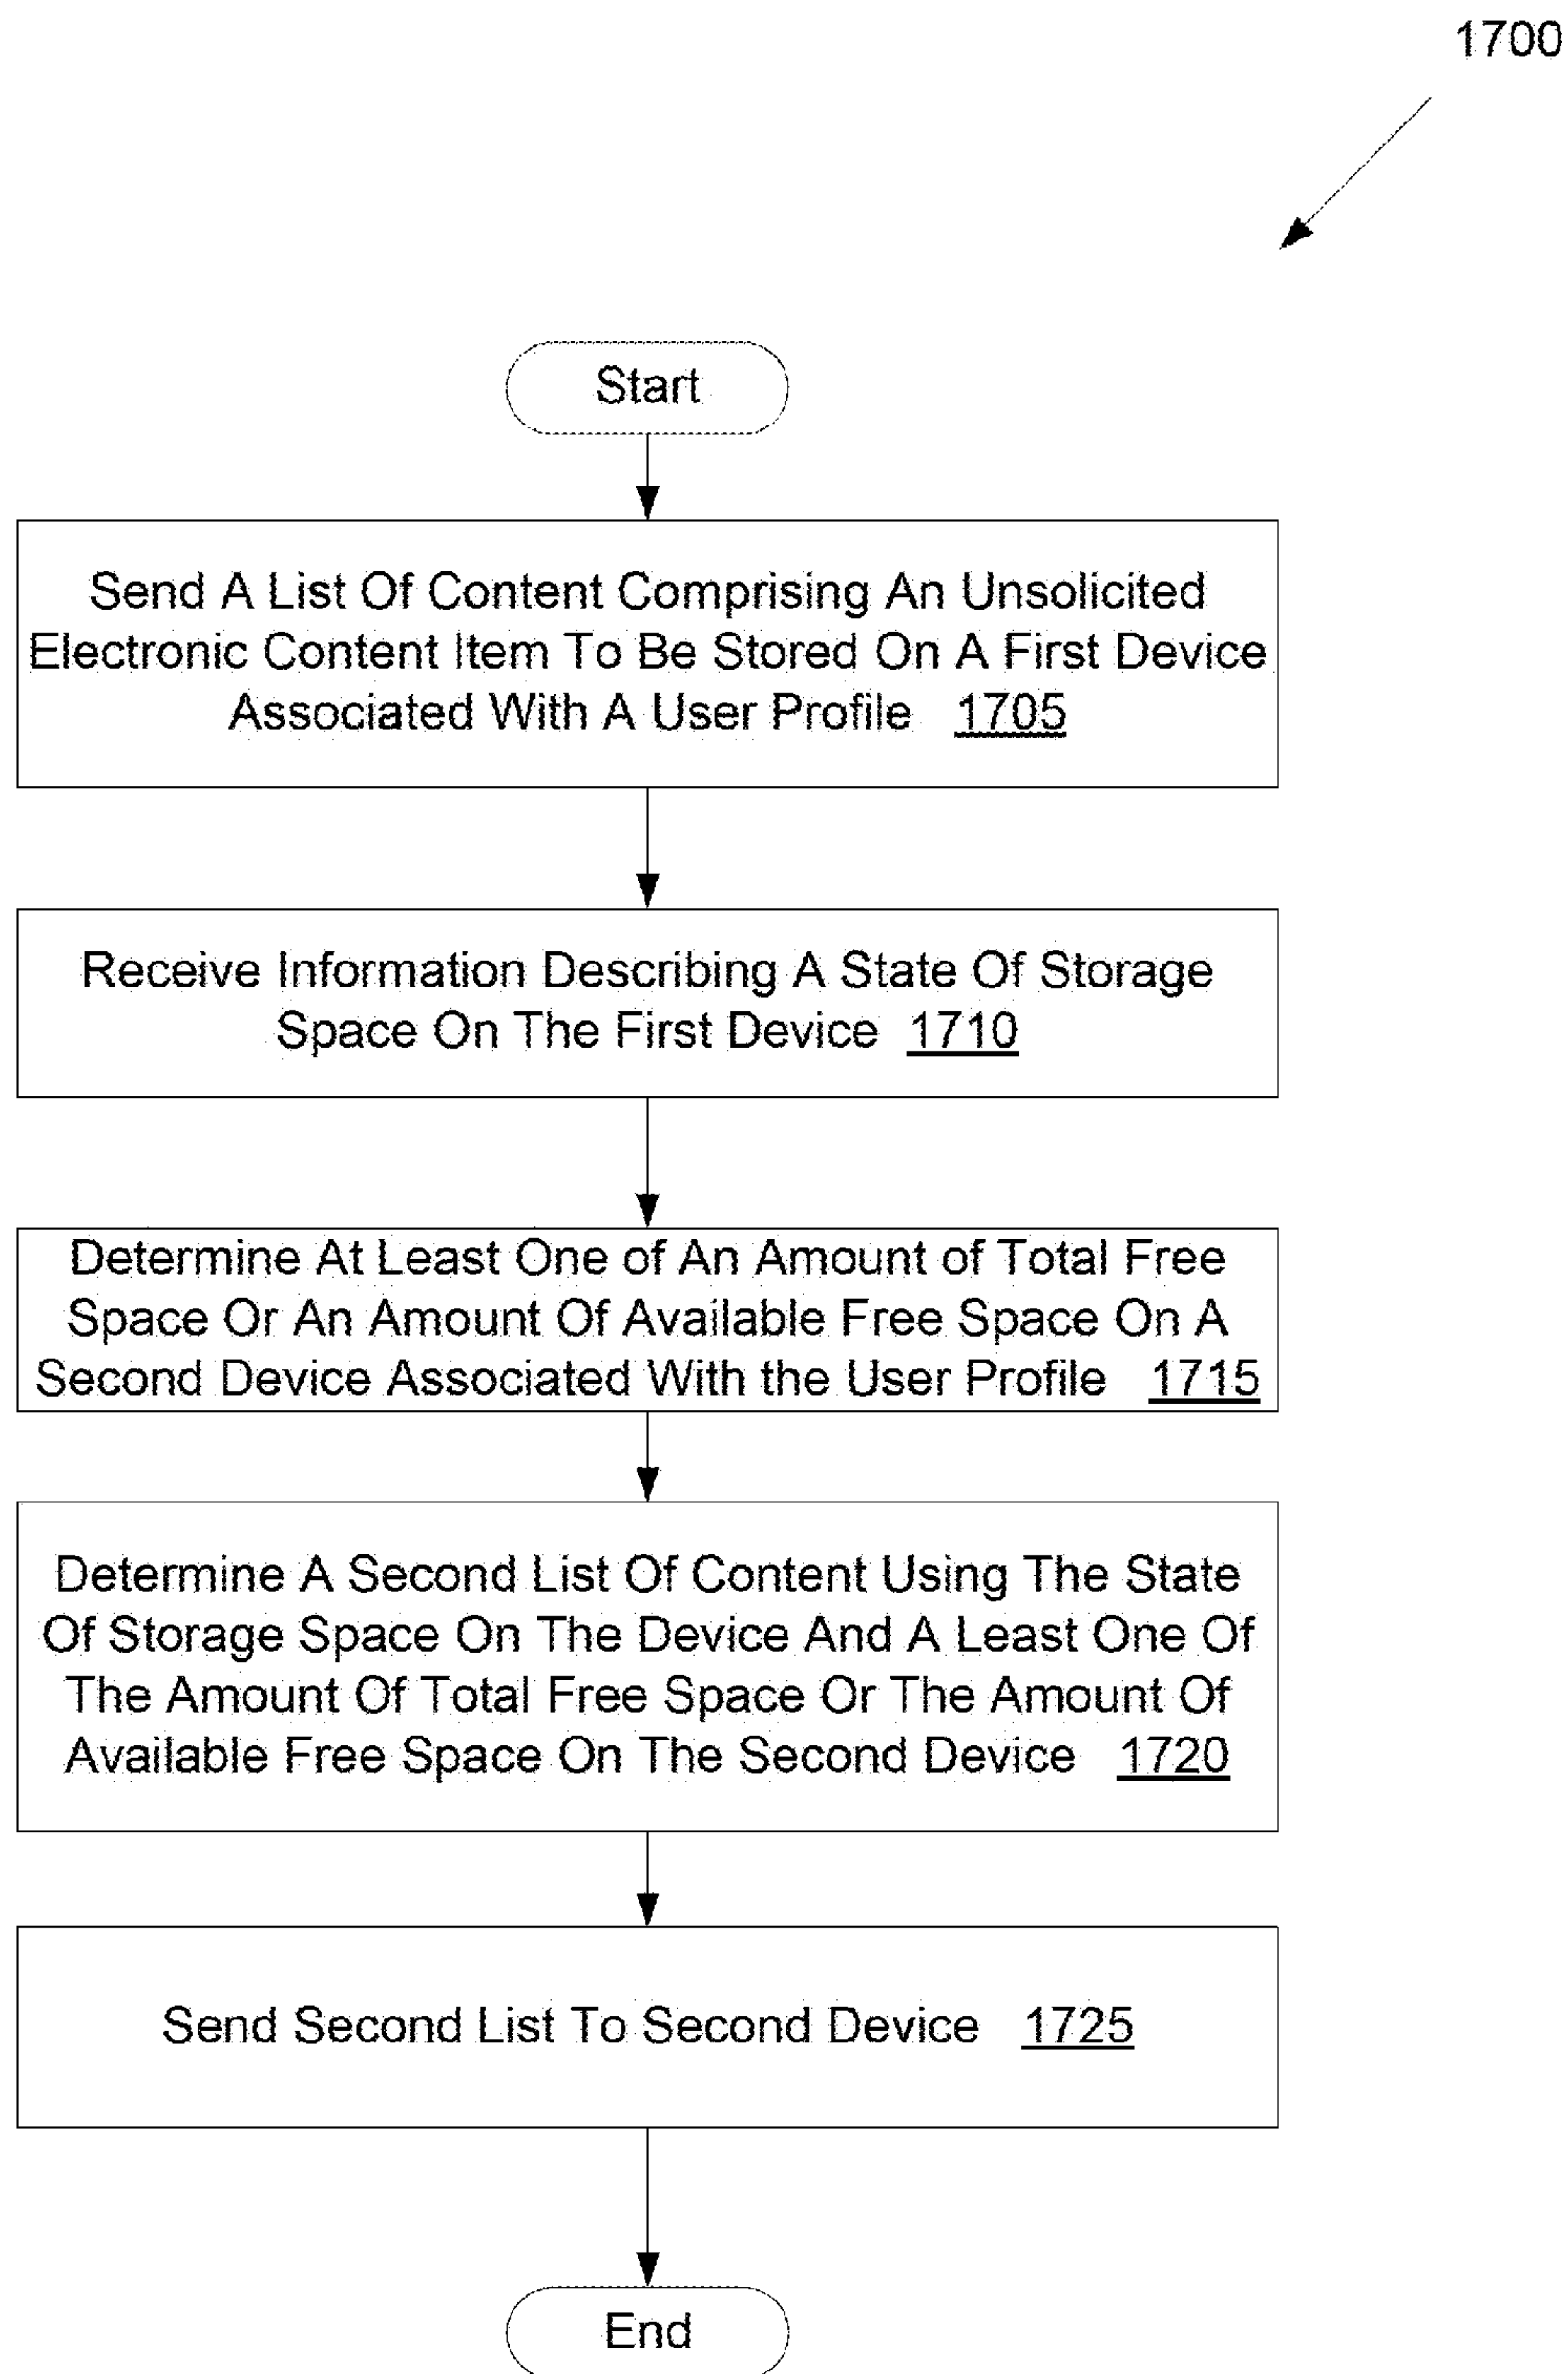 1700
Start
Send A List Of Content Comprising An Unsolicited
Electronic Content Item To Be Stored On A First Device
Associated With A User Profile 1705
Receive Information Describing A State Of Storage
Space On The First Device 1710
Determine At Least One of An Amount of Total Free
Space Or An Amount Of Available Free Space On A
Second Device Associated With the User Profile 1715
Determine A Second List Of Content Using The State
Of Storage Space On The Device And A Least One Of
The Amount Of Total Free Space Or The Amount Of
Available Free Space On The Second Device 1720
Send Second List To Second Device 1725
End